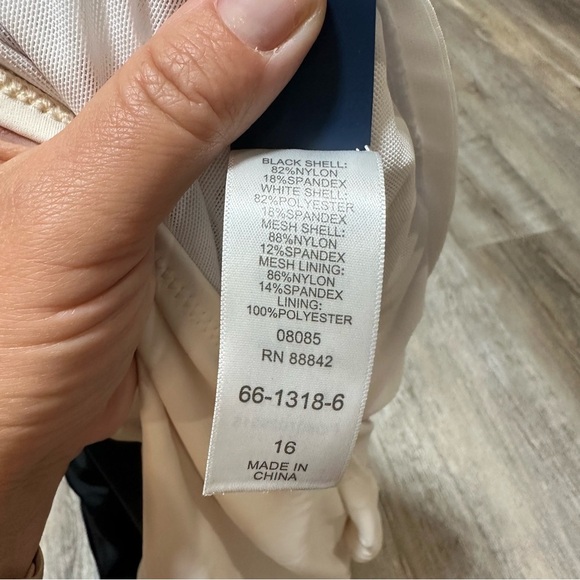 BLACK SHELL:
82%NYLON
18%SPANDEX
WHITE SHELL:
82%POLYESTER
18%SPANDEX
MESH SHELL:
88%NYLON
12%SPANDEX
MESH LINING:
86%NYLON
14%SPANDEX
LINING:
100%POLYESTER
08085
RN 88842
66-1318-6
16
MADE IN
CHINA